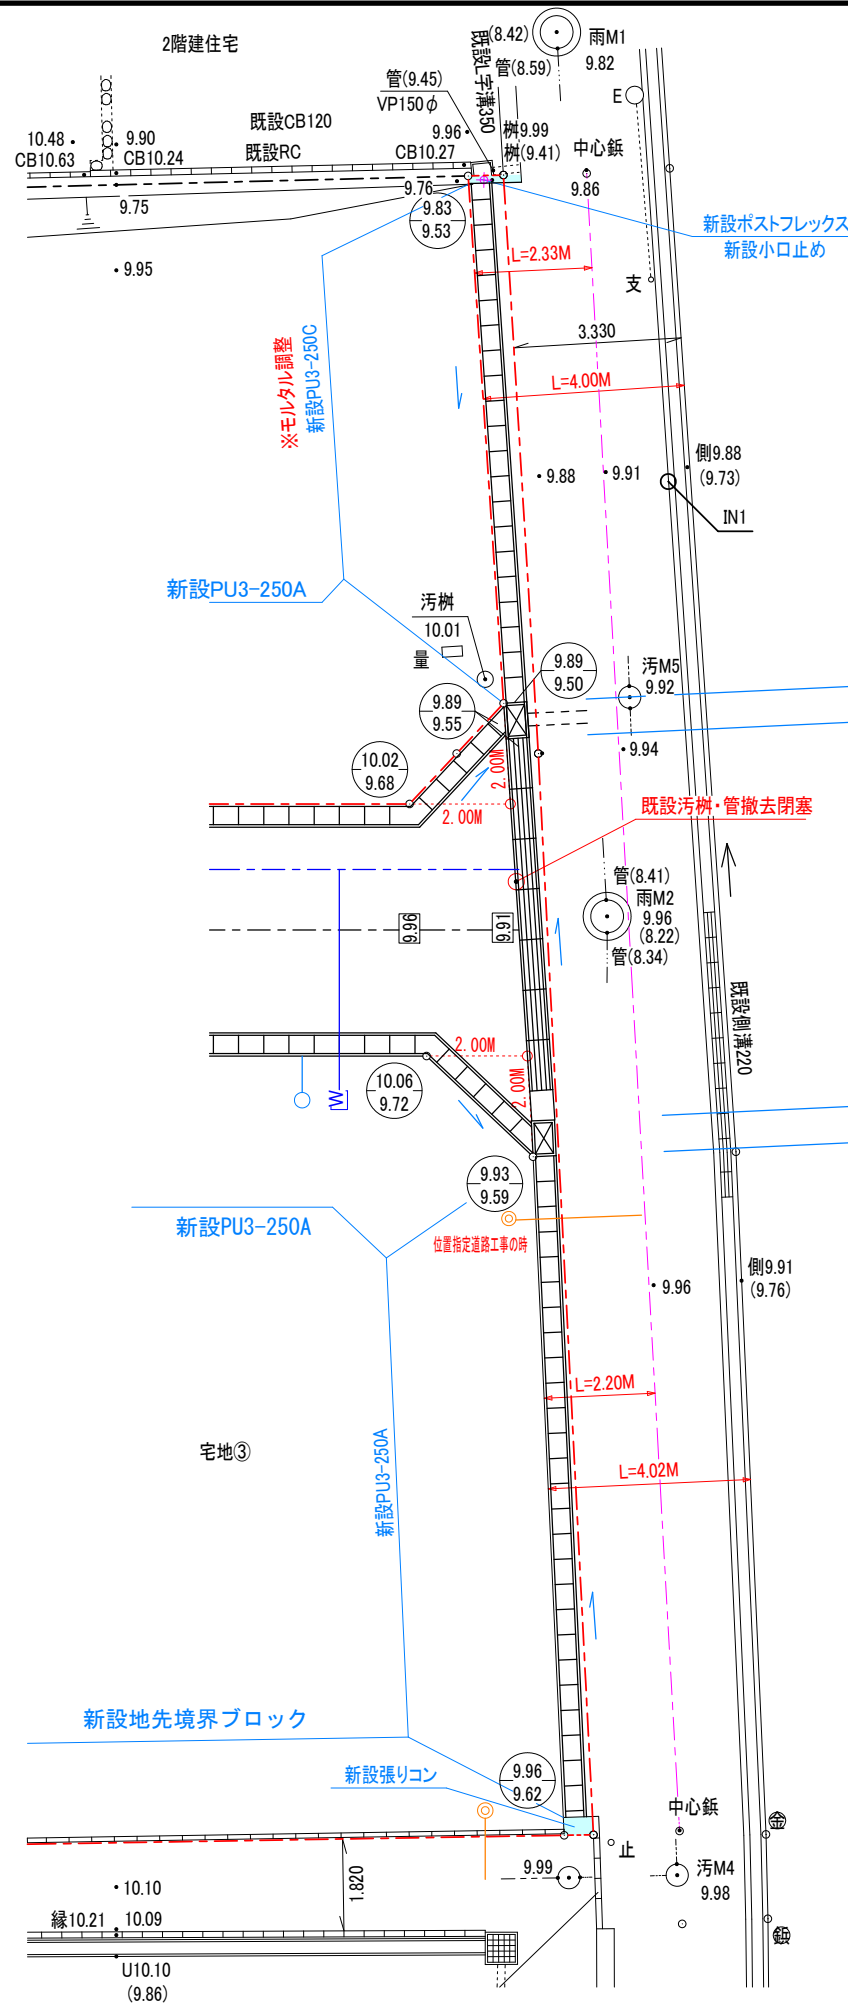 2階建住宅
(8.42)
雨M1
9.82
既設L字溝350
管(8.59)
管(9.45)
VP150φ
E
既設CB120
10.48
9.90
9.96
桝9.99
中心鋲
CB10.63
CB10.24
既設RC
CB10.27
桝(9.41)
9.86
9.76
9.75
9.83
9.53
新設ポストフレックス
新設小口止め
L=2.33M
9.95
支
3.330
※モルタル調整
新設PU3-250C
L=4.00M
側9.88
(9.73)
9.88
9.91
IN1
新設PU3-250A
汚桝
10.01
量
9.89
9.50
汚M5
9.92
9.89
9.55
9.94
10.02
9.68
2.00M
2.00M
既設汚桝・管撤去閉塞
管(8.41)
雨M2
9.96
(8.22)
管(8.34)
9.96
9.91
既設側溝220
2.00M
2.00M
10.06
9.72
W
9.93
9.59
新設PU3-250A
位置指定道路工事の時
側9.91
(9.76)
9.96
L=2.20M
宅地③
新設PU3-250A
L=4.02M
新設地先境界ブロック
新設張りコン
9.96
9.62
中心鋲
金
止
1.820
9.99
汚M4
9.98
10.10
縁10.21
10.09
鋲
U10.10
(9.86)